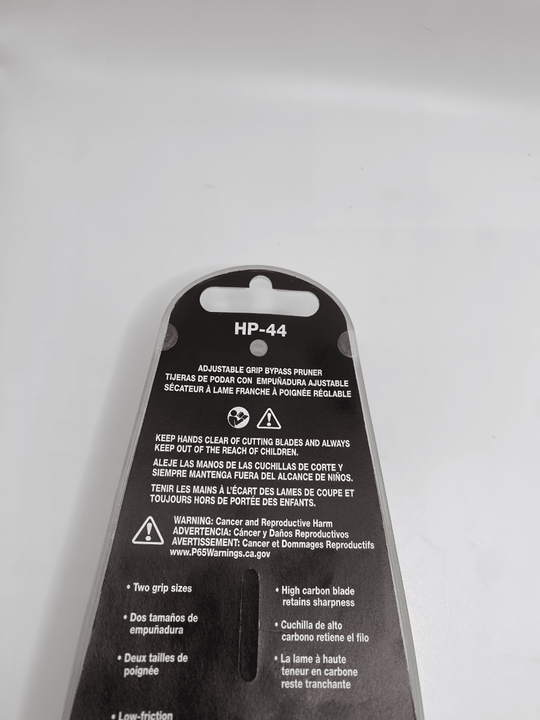 HP-44
ADJUSTABLE GRIP BYPASS PRUNER
TIJERAS DE PODAR CON EMPUÑADURA AJUSTABLE
SÉCATEUR À LAME FRANCHE À POIGNÉE RÉGLABLE
KEEP HANDS CLEAR OF CUTTING BLADES AND ALWAYS
KEEP OUT OF THE REACH OF CHILDREN.
ALEJE LAS MANOS DE LAS CUCHILLAS DE CORTE Y
SIEMPRE MANTENGA FUERA DEL ALCANCE DE NIÑOS.
TENIR LES MAINS À L'ÉCART DES LAMES DE COUPE ET
TOUJOURS HORS DE PORTÉE DES ENFANTS.
WARNING: Cancer and Reproductive Harm
ADVERTENCIA: Cáncer y Daños Reproductivos
AVERTISSEMENT: Cancer et Dommages Reproductifs
www.P65Warnings.ca.gov
• Two grip sizes
• Dos tamaños de
empuñadura
• Deux tailles de
poignée
• Low-friction
• High carbon blade
retains sharpness
• Cuchilla de alto
carbono retiene el filo
• La lame à haute
teneur en carbone
reste tranchante